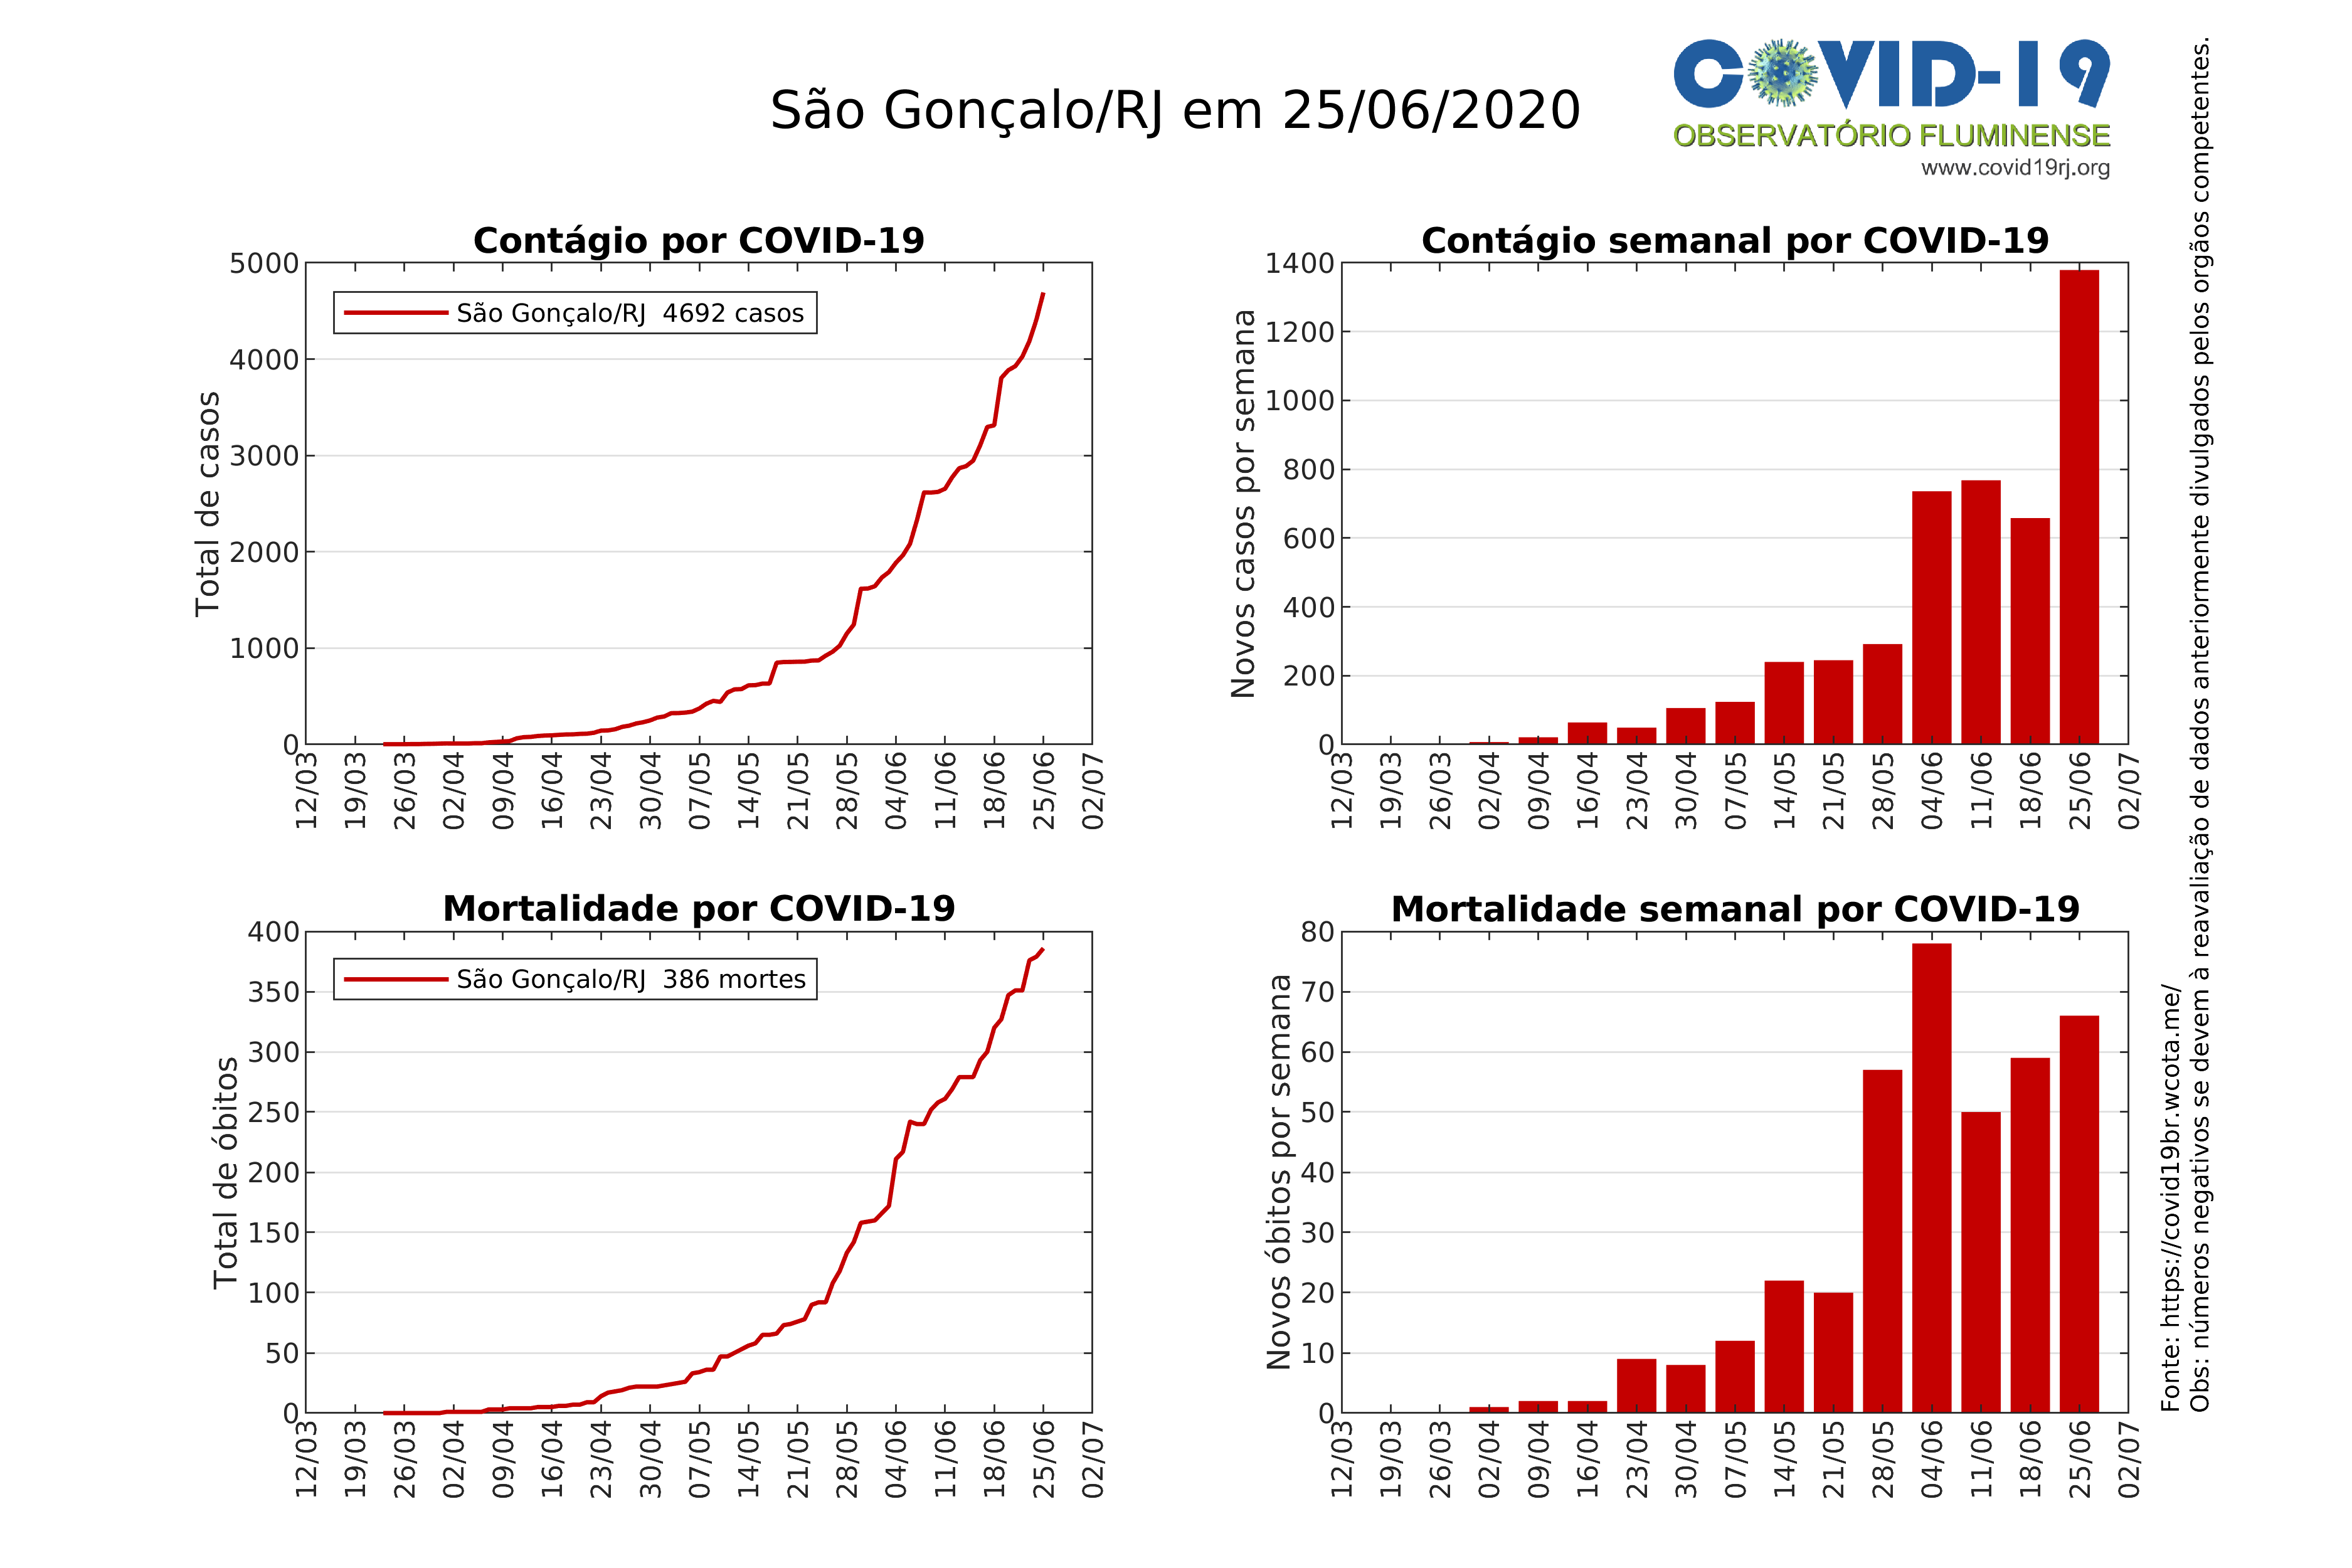 São Gonçalo/RJ em 25/06/2020
COVID-19
OBSERVATÓRIO FLUMINENSE
www.covid19rj.org
Contágio por COVID-19
São Gonçalo/RJ 4692 casos
Total de casos
5000
4000
3000
2000
1000
0
12/03 19/03 26/03 02/04 09/04 16/04 23/04 30/04 07/05 14/05 21/05 28/05 04/06 11/06 18/06 25/06 02/07
Contágio semanal por COVID-19
Novos casos por semana
1400
1200
1000
800
600
400
200
0
12/03 19/03 26/03 02/04 09/04 16/04 23/04 30/04 07/05 14/05 21/05 28/05 04/06 11/06 18/06 25/06 02/07
Mortalidade por COVID-19
São Gonçalo/RJ 386 mortes
Total de óbitos
400
350
300
250
200
150
100
50
0
12/03 19/03 26/03 02/04 09/04 16/04 23/04 30/04 07/05 14/05 21/05 28/05 04/06 11/06 18/06 25/06 02/07
Mortalidade semanal por COVID-19
Novos óbitos por semana
80
70
60
50
40
30
20
10
0
12/03 19/03 26/03 02/04 09/04 16/04 23/04 30/04 07/05 14/05 21/05 28/05 04/06 11/06 18/06 25/06 02/07
Fonte: https://covid19br.wcota.me/
Obs: números negativos se devem à reavaliação de dados anteriormente divulgados pelos orgãos competentes.